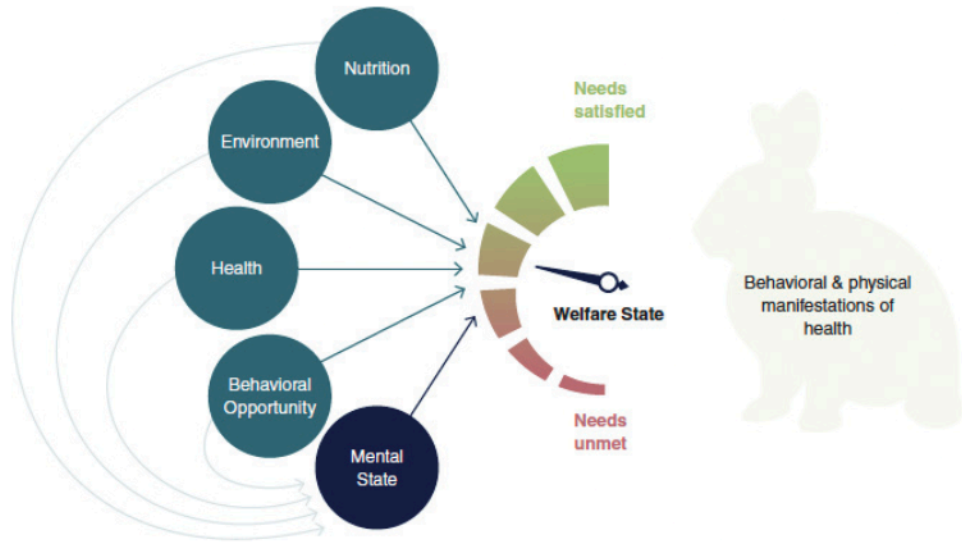 Nutrition
Environment
Health
Behavioral
Opportunity
Mental
State
Needs
satisfied
Welfare State
Needs
unmet
Behavioral & physical
manifestations of
health